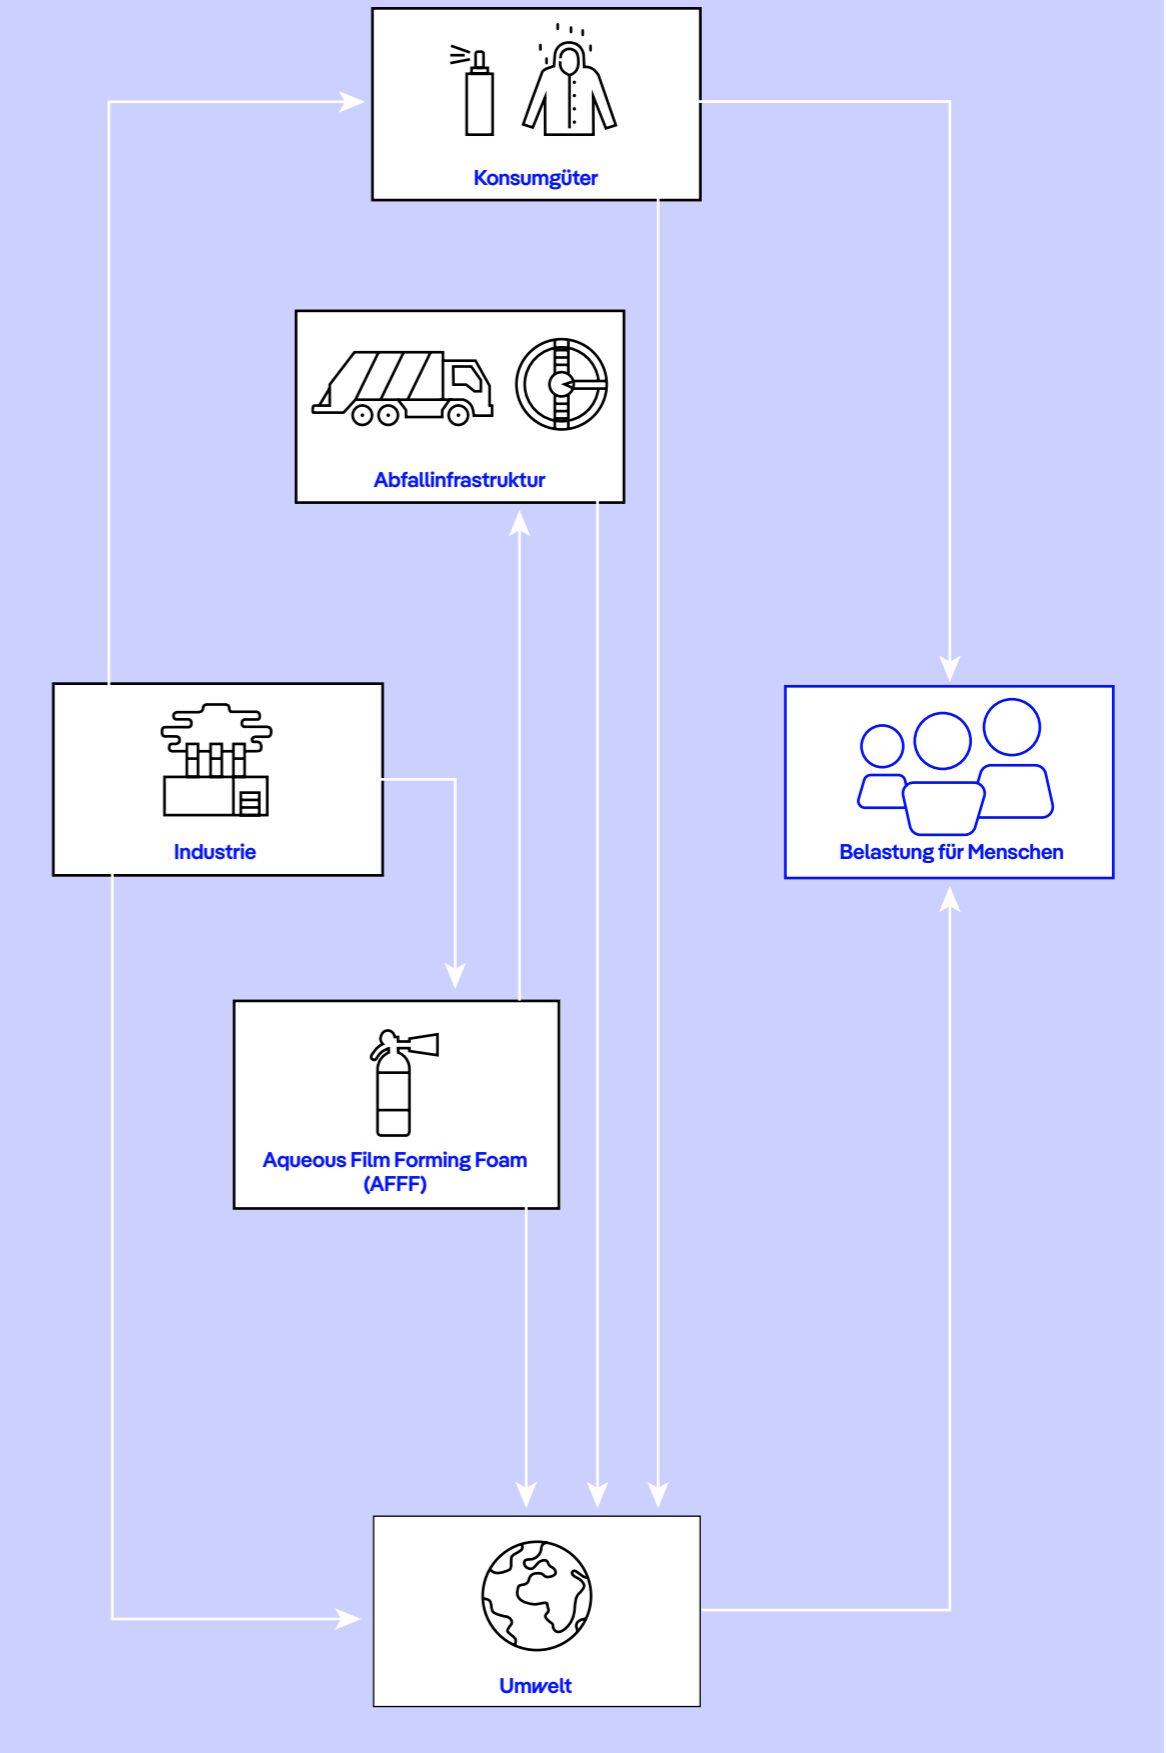 Konsumgüter
Abfallinfrastruktur
Industrie
Belastung für Menschen
Aqueous Film Forming Foam
(AFFF)
Umwelt